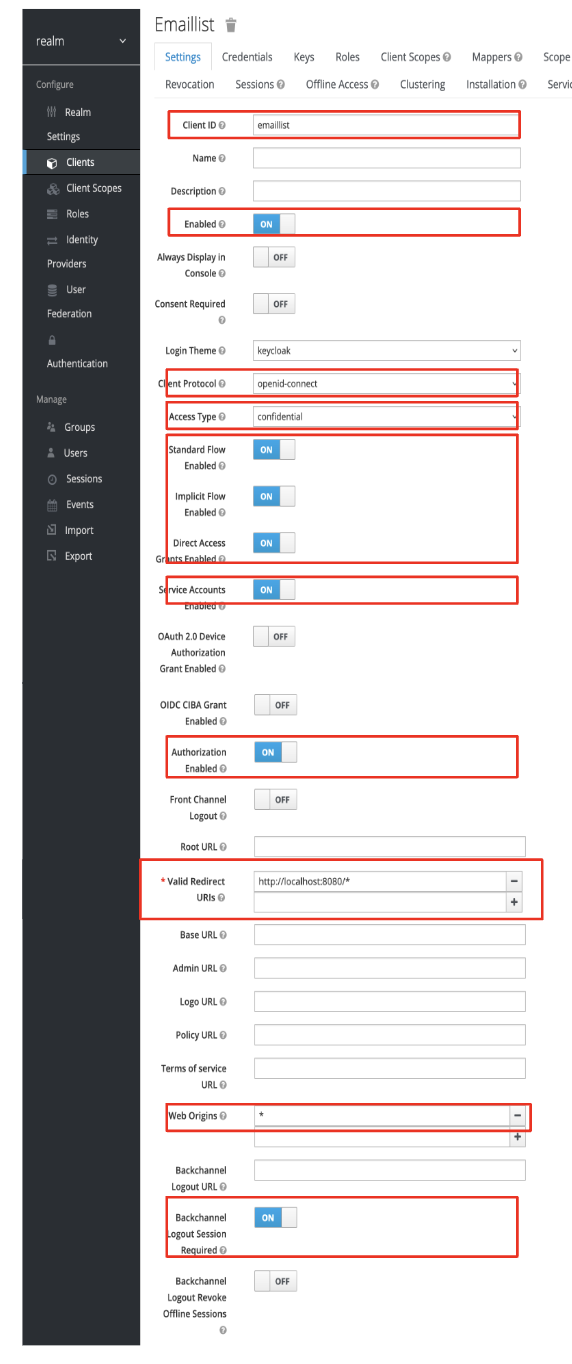 Emaillist
realm
Settings Credentials Keys Roles Client Scopes Mappers Scope
Revocation Sessions Offline Access Clustering Installation
Configure
Realm
Settings
Clients
Client Scopes
Roles
Identity
Providers
User
Federation
Authentication
Manage
Groups
Users
Sessions
Events
Import
Export
Client ID emaillist
Name
Description
Enabled ON
Always Display in
Console
OFF
Consent Required
OFF
Login Theme keycloak
Client Protocol openid-connect
Access Type confidential
Standard Flow
Enabled
ON
Implicit Flow
Enabled
ON
Direct Access
Grants Enabled
ON
Service Accounts
Enabled
ON
OAuth 2.0 Device
Authorization
Grant Enabled
OFF
OIDC CIBA Grant
Enabled
OFF
Authorization
Enabled
ON
Front Channel
Logout
OFF
Root URL
* Valid Redirect
URIs
http://localhost:8080/*
Base URL
Admin URL
Logo URL
Policy URL
Terms of service
URL
Web Origins *
Backchannel
Logout URL
Backchannel
Logout Session
Required
ON
Backchannel
Logout Revoke
Offline Sessions
OFF